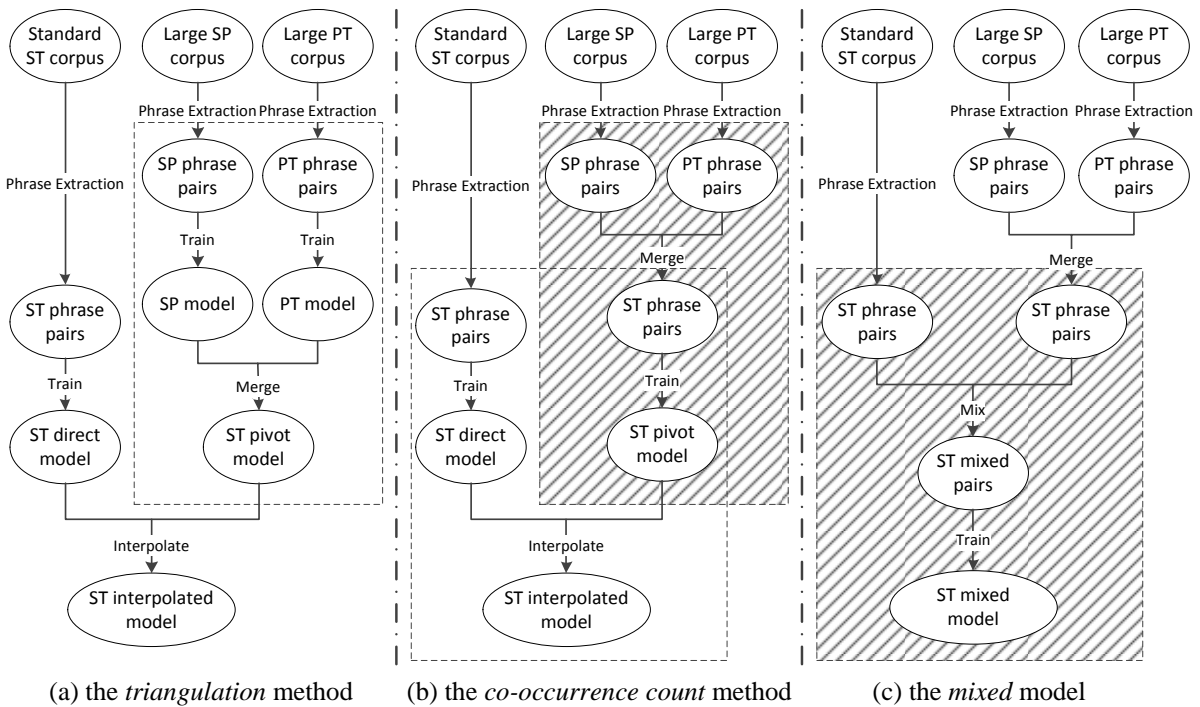 Standard
ST corpus
Large SP
corpus
Large PT
corpus
Phrase Extraction
Phrase Extraction
Phrase Extraction
SP phrase
pairs
PT phrase
pairs
Train
Train
SP model
PT model
ST phrase
pairs
Train
Merge
ST direct
model
ST pivot
model
Interpolate
ST interpolated
model
(a) the triangulation method
Standard
ST corpus
Large SP
corpus
Large PT
corpus
Phrase Extraction
Phrase Extraction
Phrase Extraction
SP phrase
pairs
PT phrase
pairs
Merge
ST phrase
pairs
ST phrase
pairs
Train
Train
ST direct
model
ST pivot
model
Interpolate
ST interpolated
model
(b) the co-occurrence count method
Standard
ST corpus
Large SP
corpus
Large PT
corpus
Phrase Extraction
Phrase Extraction
Phrase Extraction
SP phrase
pairs
PT phrase
pairs
Merge
ST phrase
pairs
ST phrase
pairs
Mix
ST mixed
pairs
Train
ST mixed
model
(c) the mixed model